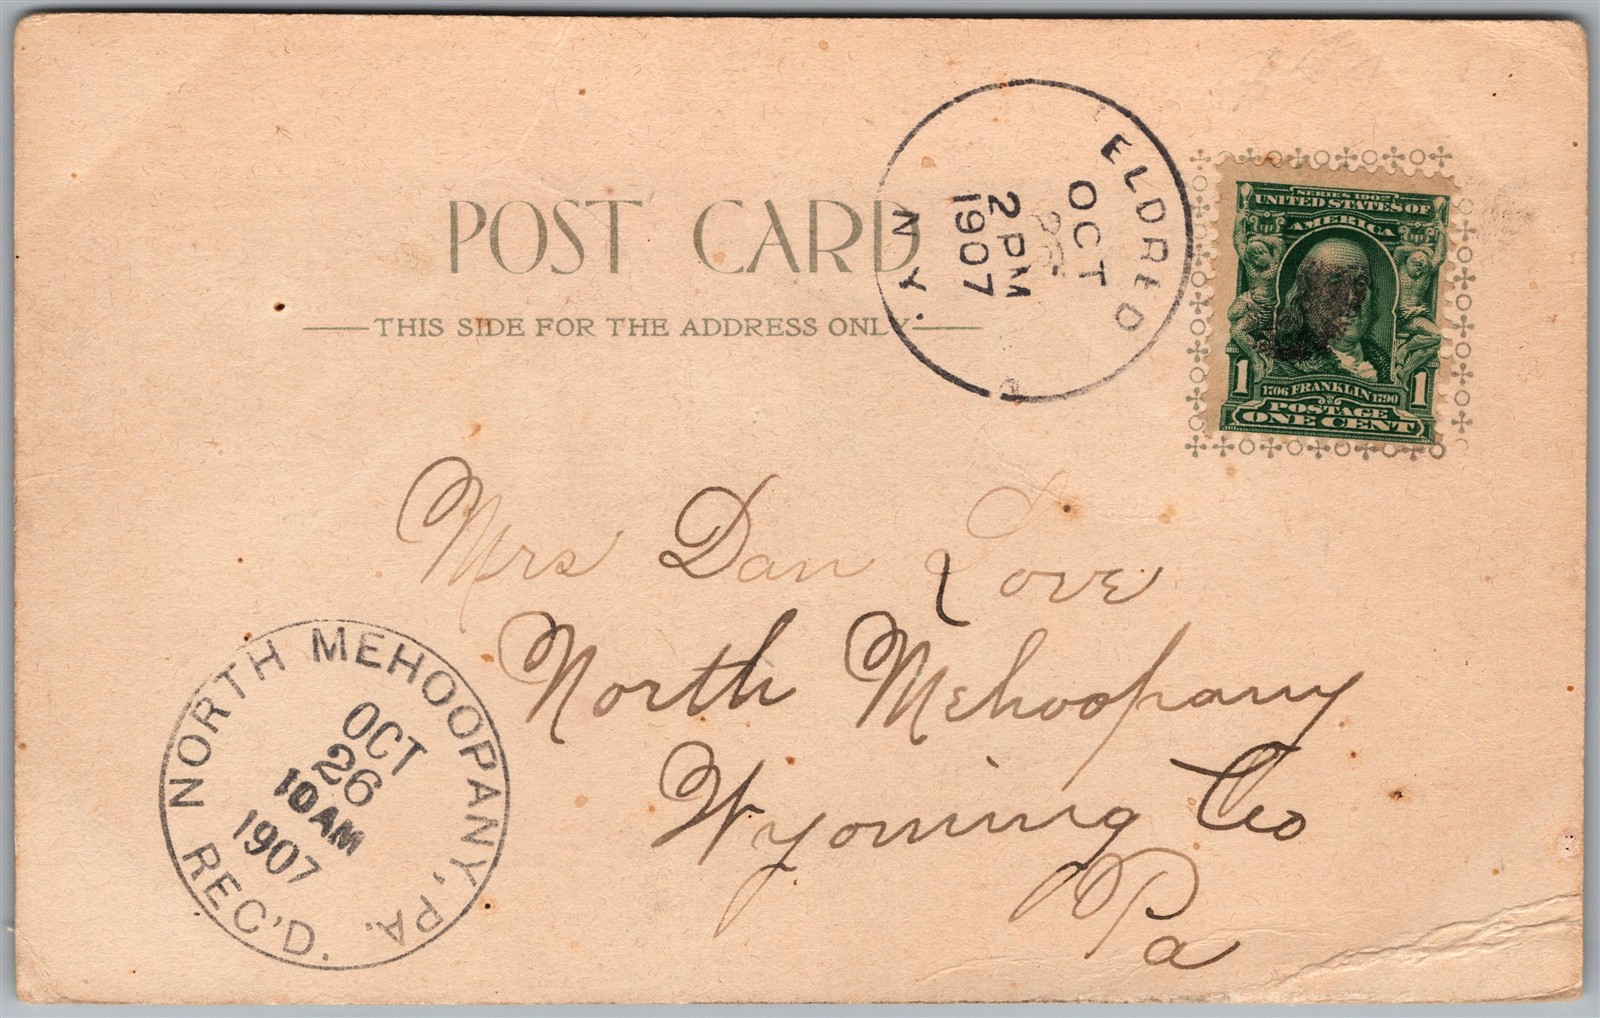 POST CARD
THIS SIDE FOR THE ADDRESS ONLY
ELDRED
OCT
2 PM
1907
N.Y.
SERIES 1902
UNITED STATES OF
AMERICA
1 1706 FRANKLIN 1790 1
POSTAGE
ONE CENT
Mrs Dan Love
North Mehoopany
Wyoming Co
Pa
NORTH MEHOOPANY, PA.
OCT
26
10 AM
1907
REC'D.